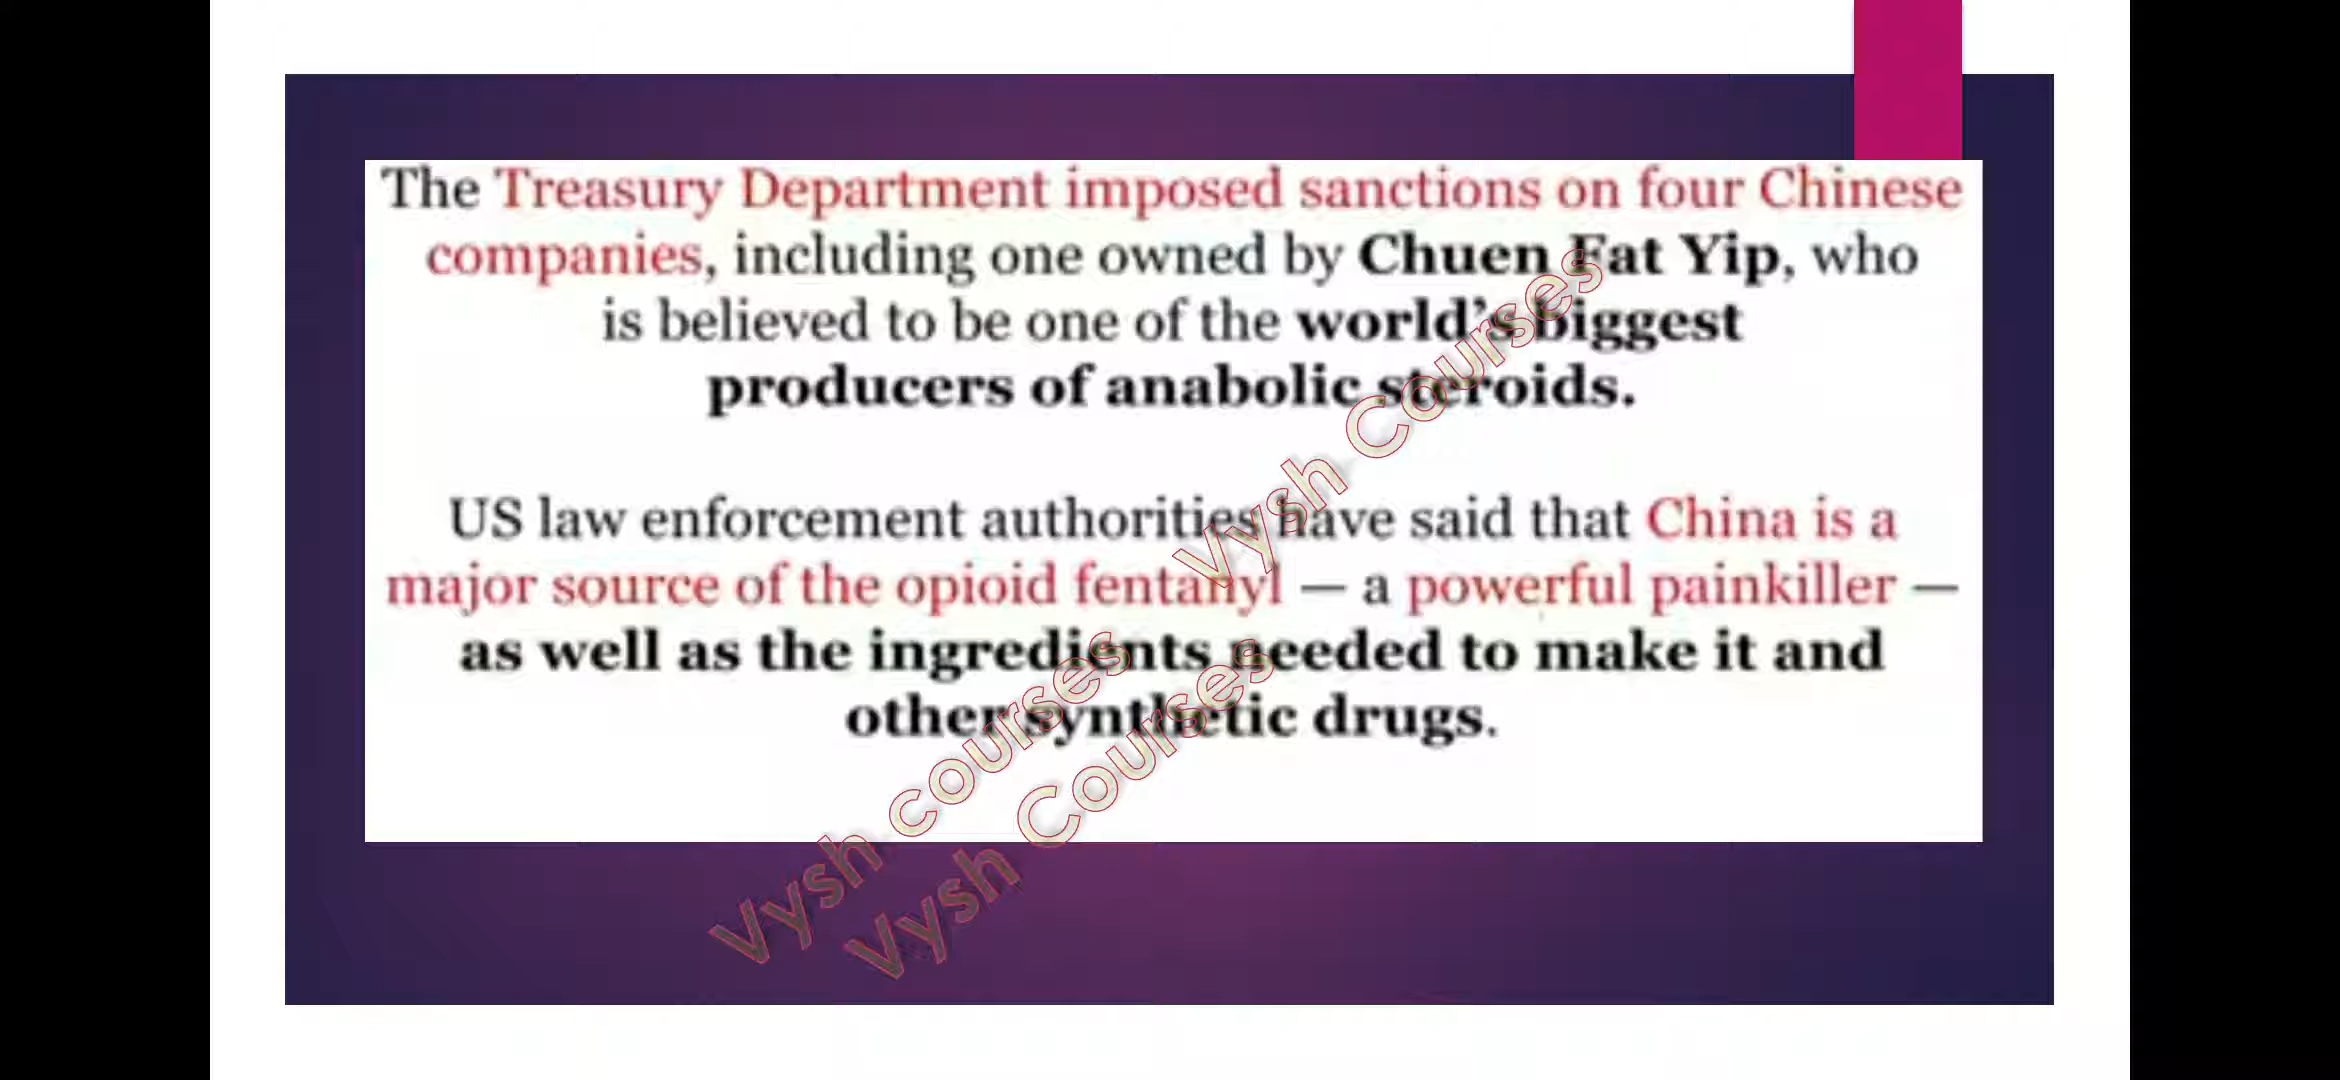 The Treasury Department imposed sanctions on four Chinese
companies, including one owned by Chuen Fat Yip, who
is believed to be one of the world's biggest
producers of anabolic steroids.
US law enforcement authorities have said that China is a
major source of the opioid fentanyl — a powerful painkiller —
as well as the ingredients needed to make it and
other synthetic drugs.
Vysh Courses
Vysh courses
Vysh Courses